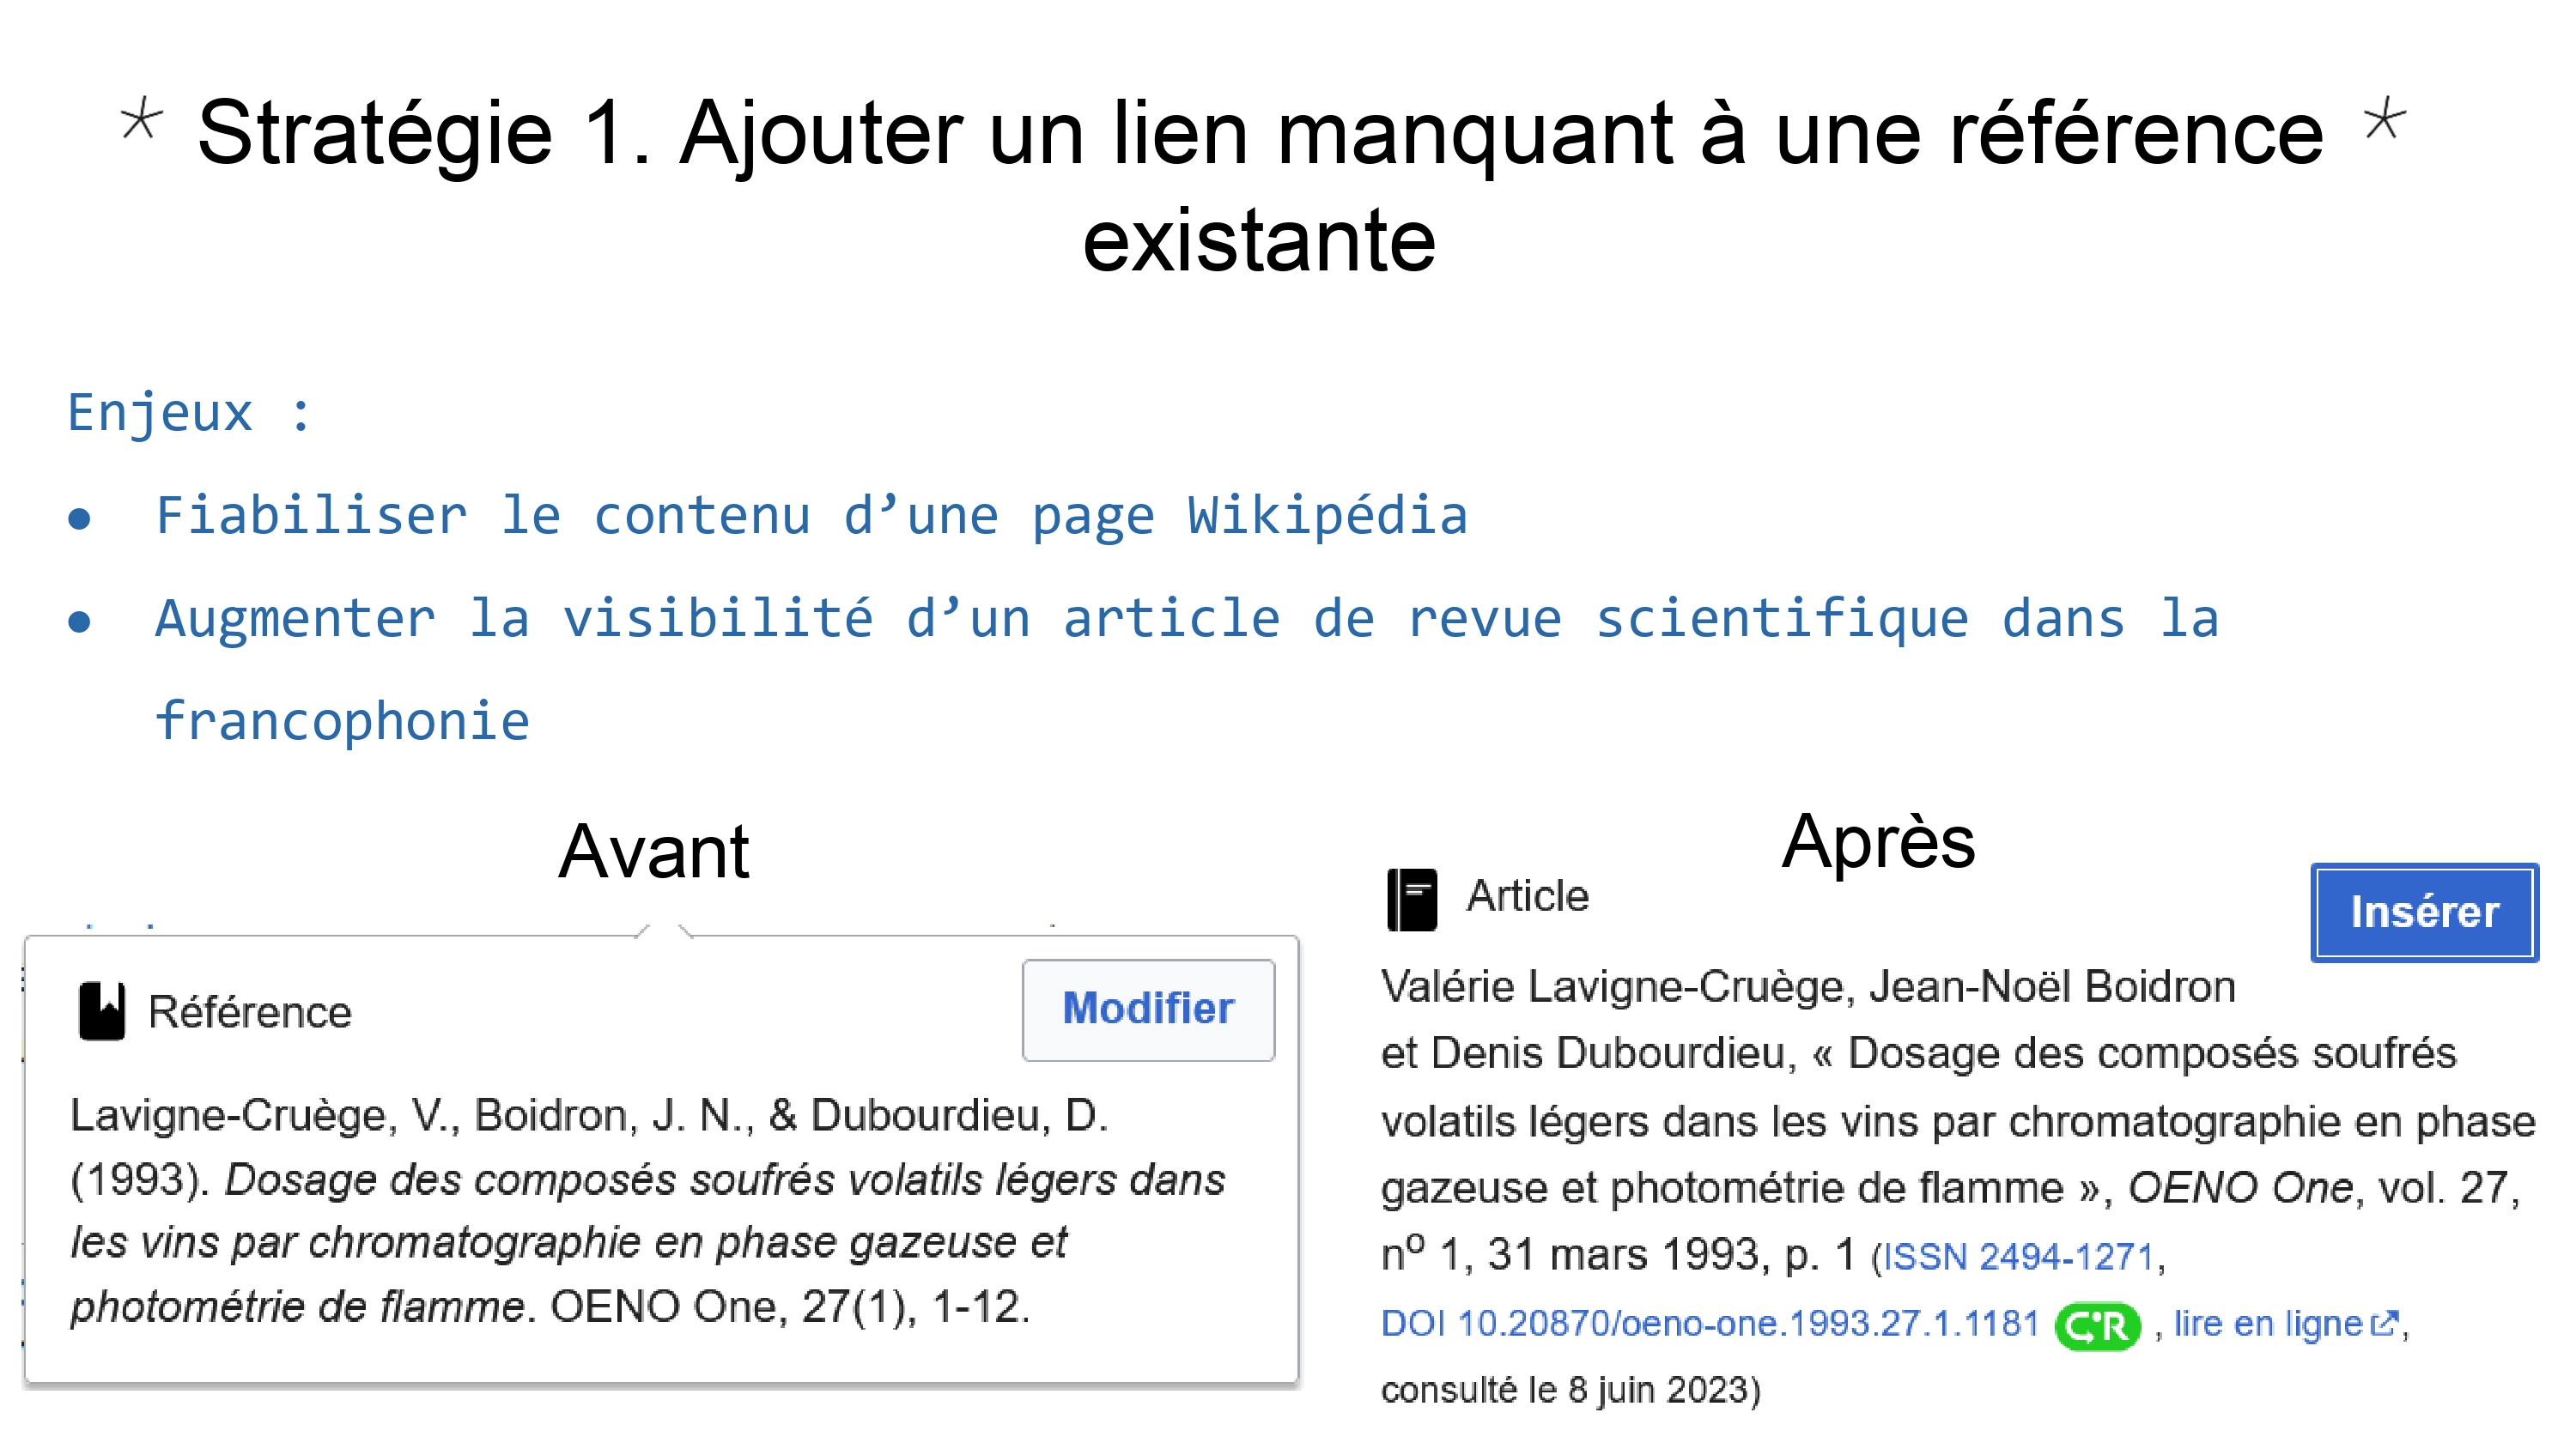 * Stratégie 1. Ajouter un lien manquant à une référence *
existante
Enjeux :
● Fiabiliser le contenu d’une page Wikipédia
● Augmenter la visibilité d’un article de revue scientifique dans la
francophonie
Avant
Référence
Modifier
Lavigne-Cruège, V., Boidron, J. N., & Dubourdieu, D.
(1993). Dosage des composés soufrés volatils légers dans
les vins par chromatographie en phase gazeuse et
photométrie de flamme. OENO One, 27(1), 1-12.
Après
Article
Insérer
Valérie Lavigne-Cruège, Jean-Noël Boidron
et Denis Dubourdieu, « Dosage des composés soufrés
volatils légers dans les vins par chromatographie en phase
gazeuse et photométrie de flamme », OENO One, vol. 27,
nº 1, 31 mars 1993, p. 1 (ISSN 2494-1271,
DOI 10.20870/oeno-one.1993.27.1.1181 CiR , lire en ligne,
consulté le 8 juin 2023)